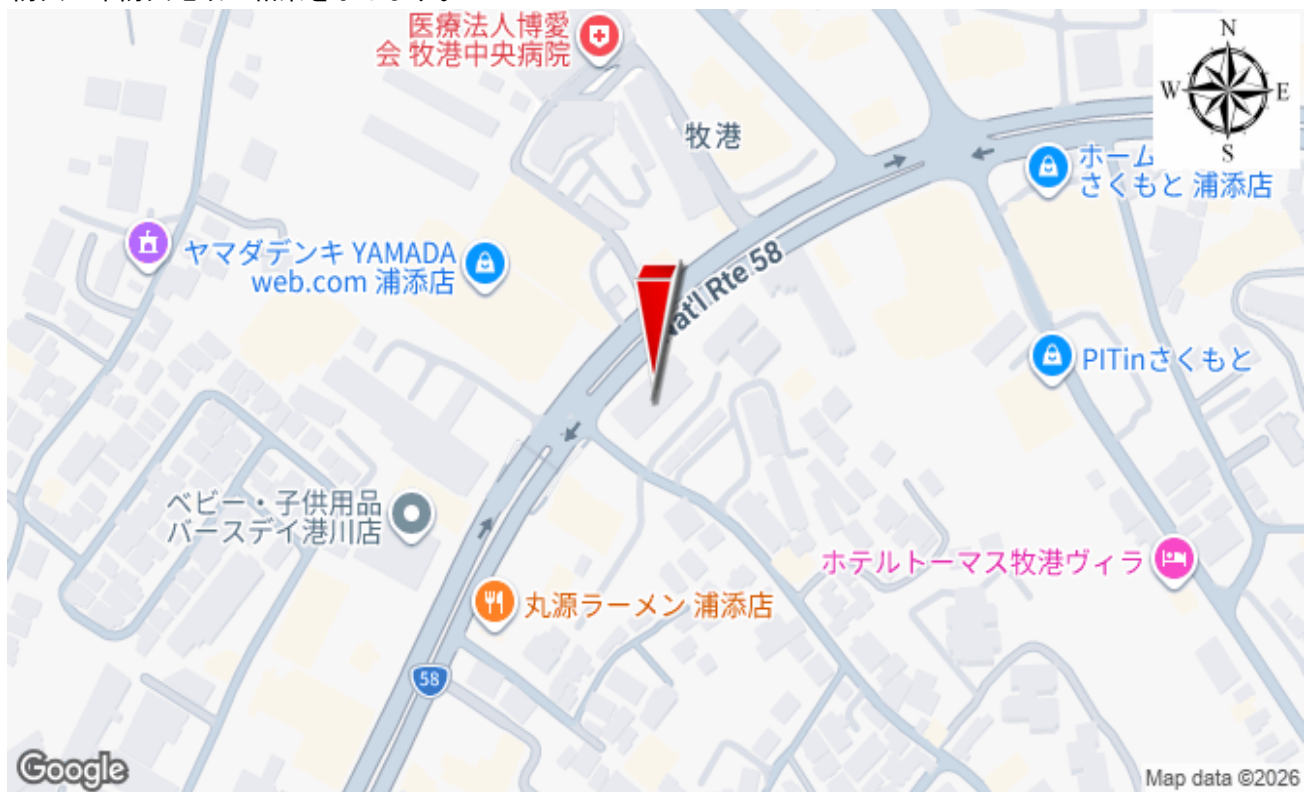 医療法人博愛
会 牧港中央病院
N
W
E
S
牧港
ホーム
さくもと 浦添店
ヤマダデンキ YAMADA
web.com 浦添店
Nat'l Rte 58
PITinさくもと
ベビー・子供用品
バースデイ港川店
ホテルトーマス牧港ヴィラ
丸源ラーメン 浦添店
58
Google
Map data ©2026